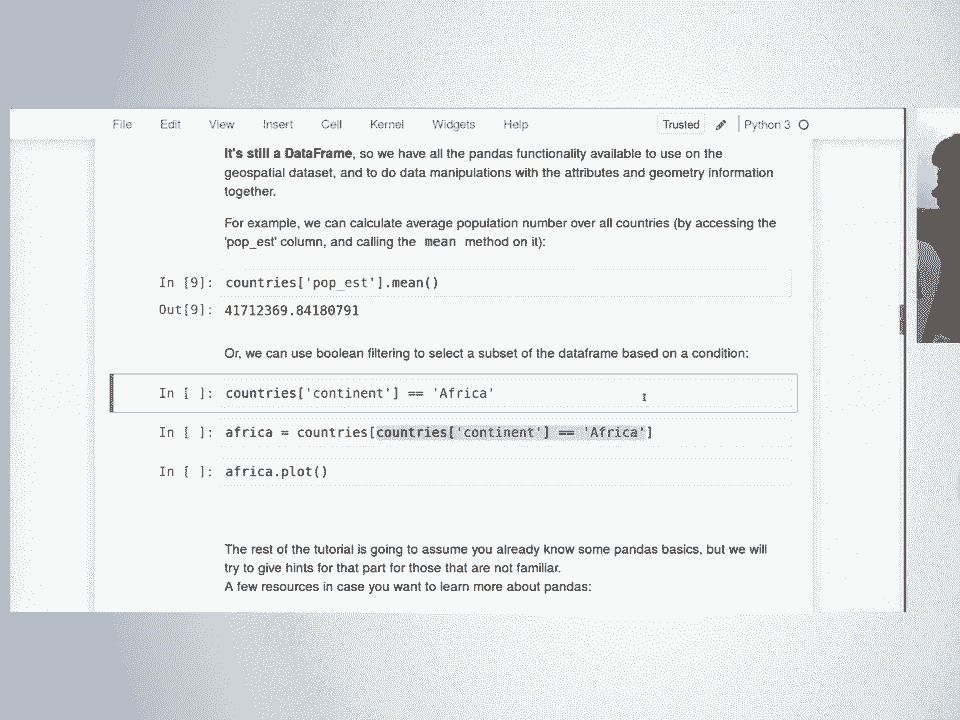 File Edit View Insert Cell Kernel Widgets Help Trusted Python 3
It's still a DataFrame, so we have all the pandas functionality available to use on the
geospatial dataset, and to do data manipulations with the attributes and geometry information
together.
For example, we can calculate average population number over all countries (by accessing the
'pop_est' column, and calling the mean method on it):
In [9]: countries['pop_est'].mean()
Out[9]: 41712369.84180791
Or, we can use boolean filtering to select a subset of the dataframe based on a condition:
In [ ]: countries['continent'] == 'Africa'
In [ ]: africa = countries[countries['continent'] == 'Africa']
In [ ]: africa.plot()
The rest of the tutorial is going to assume you already know some pandas basics, but we will
try to give hints for that part for those that are not familiar.
A few resources in case you want to learn more about pandas: